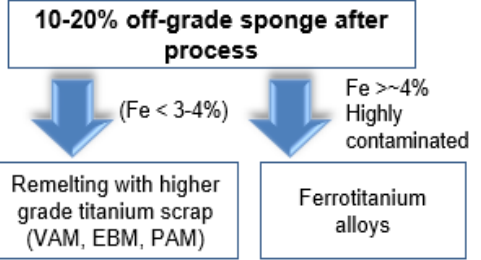 10-20% off-grade sponge after
process
(Fe < 3-4%)
Fe >~4%
Highly
contaminated
Remelting with higher
grade titanium scrap
(VAM, EBM, PAM)
Ferrotitanium
alloys